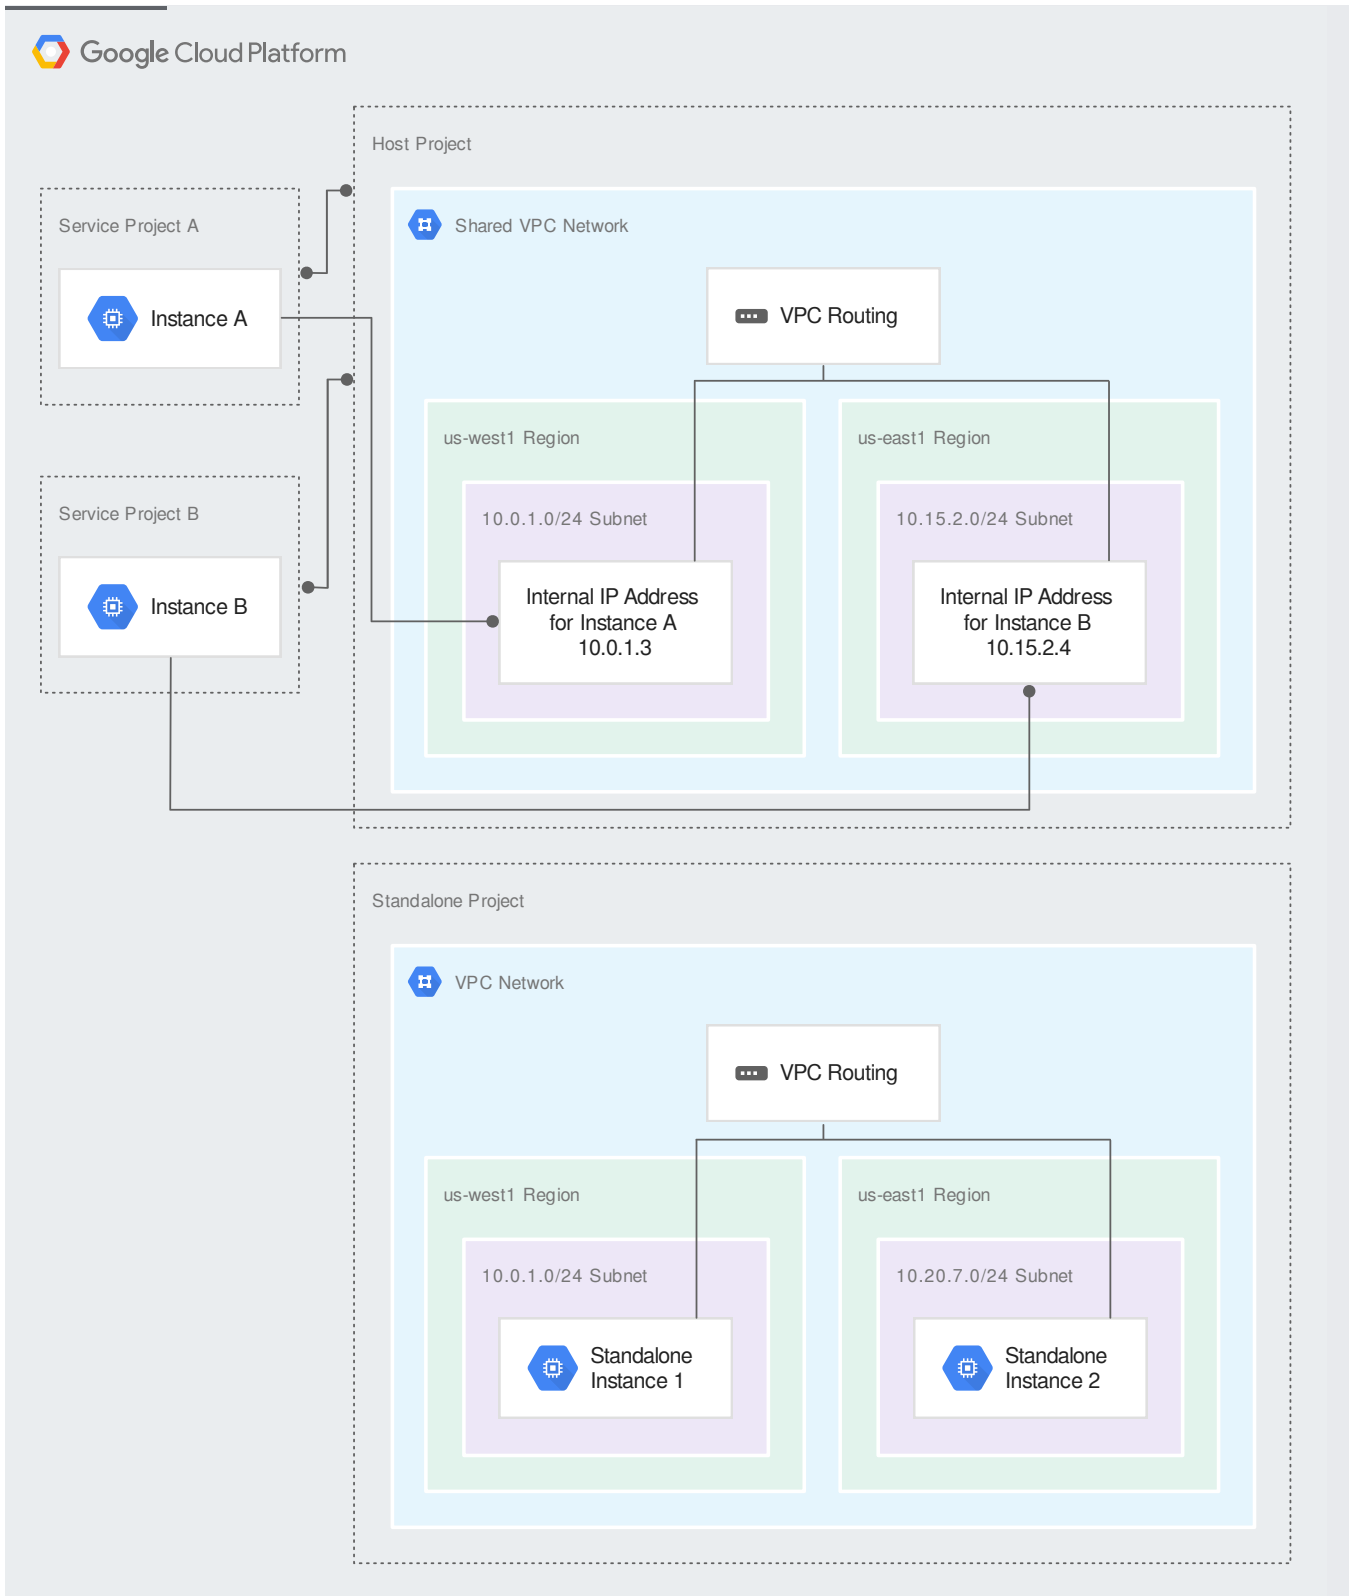 Google Cloud Platform
Host Project
Service Project A
Instance A
Shared VPC Network
VPC Routing
us-west1 Region
us-east1 Region
10.0.1.0/24 Subnet
10.15.2.0/24 Subnet
Service Project B
Instance B
Internal IP Address
for Instance A
10.0.1.3
Internal IP Address
for Instance B
10.15.2.4
Standalone Project
VPC Network
VPC Routing
us-west1 Region
us-east1 Region
10.0.1.0/24 Subnet
10.20.7.0/24 Subnet
Standalone
Instance 1
Standalone
Instance 2